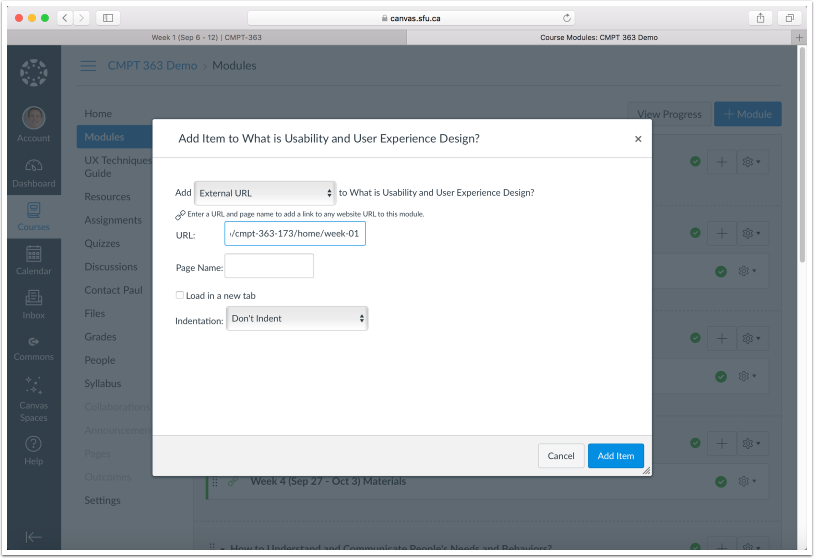 canvas.sfu.ca
Week 1 (Sep 6 - 12) | CMPT-363
Course Modules: CMPT 363 Demo
CMPT 363 Demo › Modules
Account
Dashboard
Courses
Calendar
Inbox
Commons
Canvas
Spaces
Help
Home
Modules
UX Techniques
Guide
Resources
Assignments
Quizzes
Discussions
Contact Paul
Files
Grades
People
Syllabus
Collaborations
Announcemen
Pages
Outcomes
Settings
View Progress
+ Module
Add Item to What is Usability and User Experience Design?
×
Add External URL to What is Usability and User Experience Design?
Enter a URL and page name to add a link to any website URL to this module.
URL: /cmpt-363-173/home/week-01
Page Name:
Load in a new tab
Indentation: Don't Indent
Cancel
Add Item
Week 4 (Sep 27 - Oct 3) Materials
How to Understand and Communicate People's Needs and Behaviors?